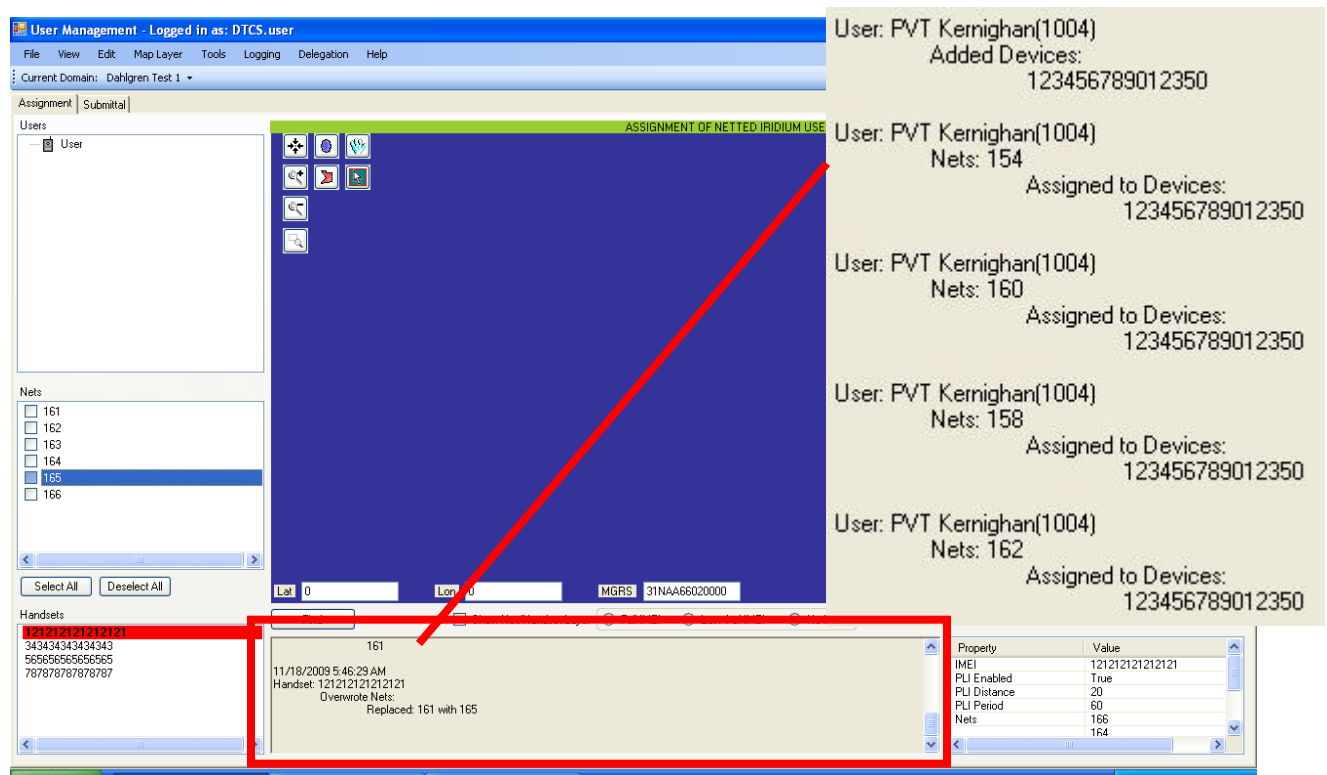 User Management - Logged in as: DTCS.user
File View Edit Map Layer Tools Logging Delegation Help
Current Domain: Dahlgren Test 1
Assignment Submittal
Users
User
ASSIGNMENT OF NETTED IRIDIUM USE
Nets
161
162
163
164
165
166
Select All Deselect All
Lat 0 Lon 0 MGRS 31NAA66020000
Handsets
121212121212121
343434343434343
565656565656565
787878787878787
161
11/18/2009 5:46:29 AM
Handset: 121212121212121
Overwrote Nets:
Replaced: 161 with 165
Property Value
IMEI 121212121212121
PLI Enabled True
PLI Distance 20
PLI Period 60
Nets 166
164
User: PVT Kernighan(1004)
Added Devices:
123456789012350
User: PVT Kernighan(1004)
Nets: 154
Assigned to Devices:
123456789012350
User: PVT Kernighan(1004)
Nets: 160
Assigned to Devices:
123456789012350
User: PVT Kernighan(1004)
Nets: 158
Assigned to Devices:
123456789012350
User: PVT Kernighan(1004)
Nets: 162
Assigned to Devices:
123456789012350